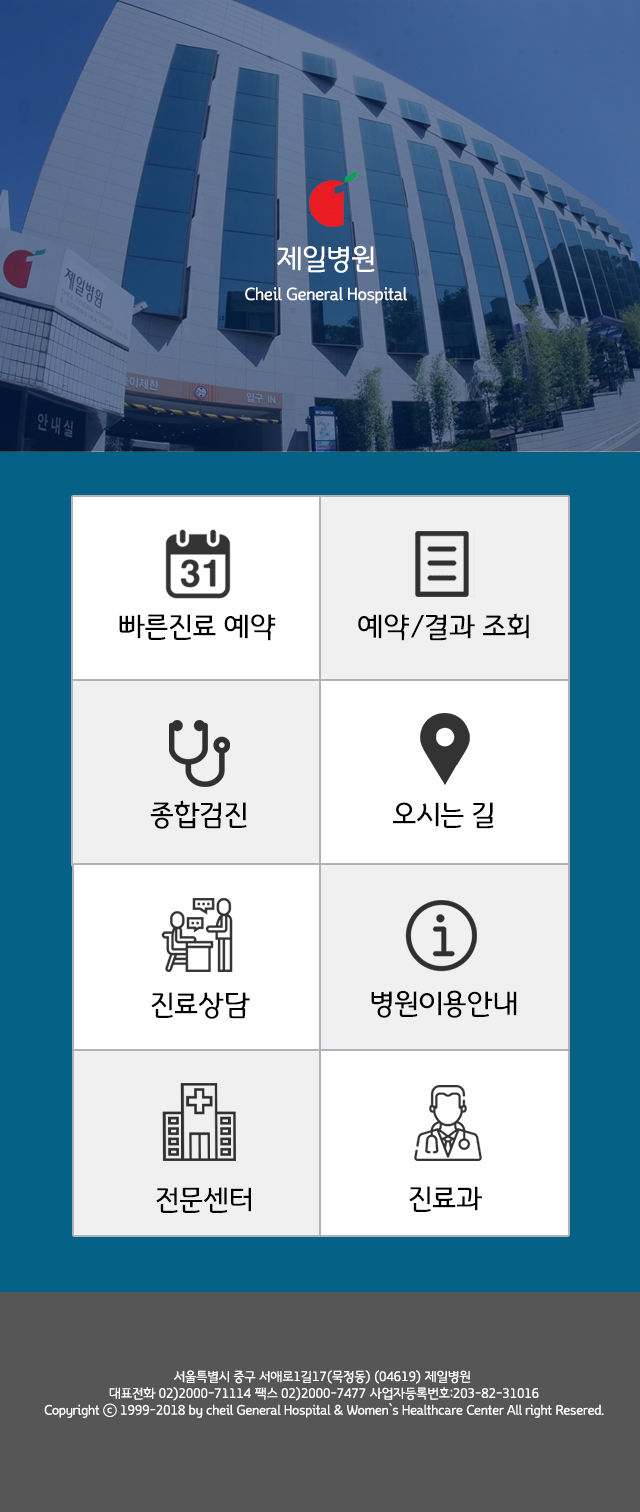 제일병원
Cheil General Hospital
제일병원
이제한
입구 IN
안내실
31
빠른진료 예약
예약/결과 조회
종합검진
오시는 길
진료상담
병원이용안내
전문센터
진료과
서울특별시 중구 서애로1길17(묵정동) (04619) 제일병원
대표전화 02)2000-71114 팩스 02)2000-7477 사업자등록번호:203-82-31016
Copyright ⓒ 1999-2018 by cheil General Hospital & Women`s Healthcare Center All right Resered.